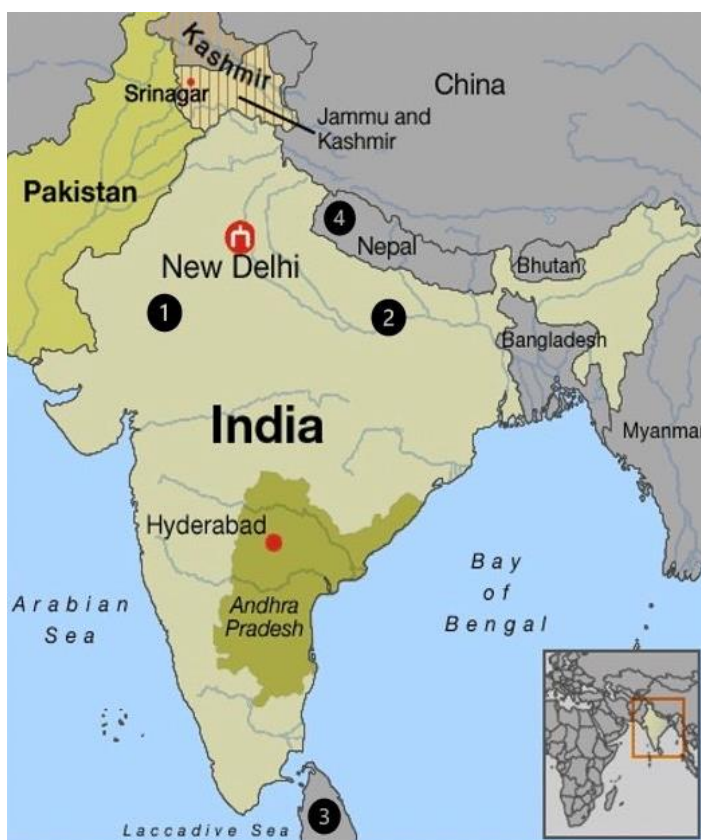 Kashmir
Srinagar
China
Jammu and
Kashmir
Pakistan
4
Nepal
New Delhi
Bhutan
1
2
Bangladesh
India
Myanmar
Hyderabad
Bay
of
Bengal
Arabian
Sea
Andhra
Pradesh
3
Laccadive Sea